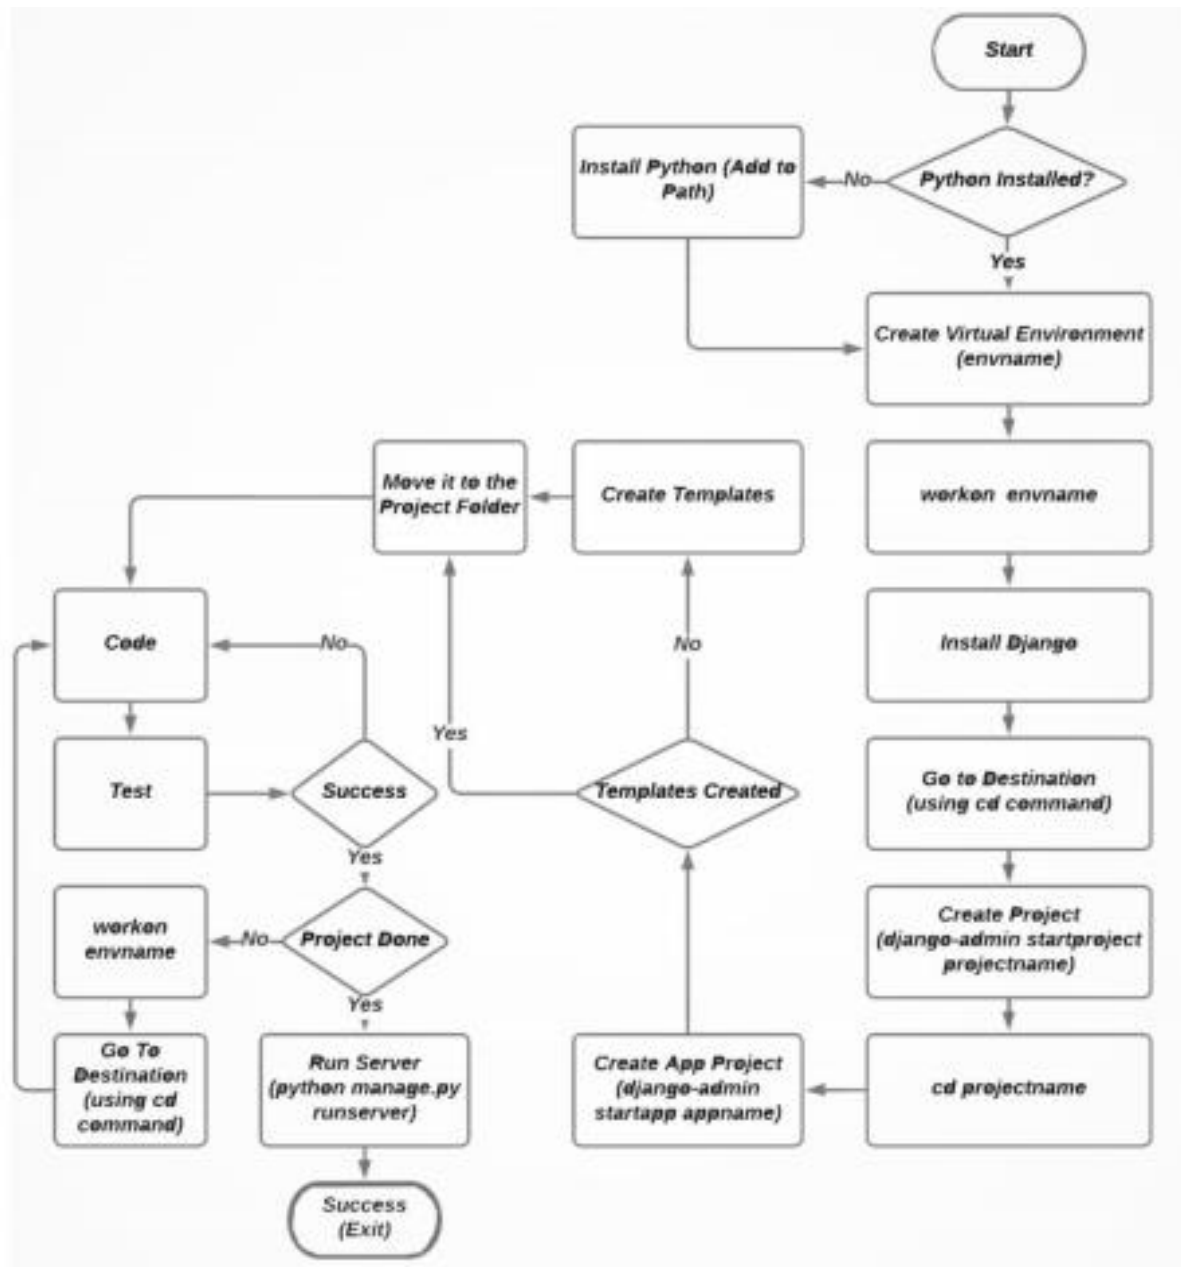 Start
Python Installed?
No
Install Python (Add to
Path)
Yes
Create Virtual Environment
(envname)
workon envname
Install Django
Go to Destination
(using cd command)
Create Project
(django-admin startproject
projectname)
cd projectname
Create App Project
(django-admin
startapp appname)
Templates Created
No
Create Templates
Yes
Move it to the
Project Folder
Code
Test
Success
No
Yes
Project Done
No
workon
envname
Go To
Destination
(using cd
command)
Yes
Run Server
(python manage.py
runserver)
Success
(Exit)